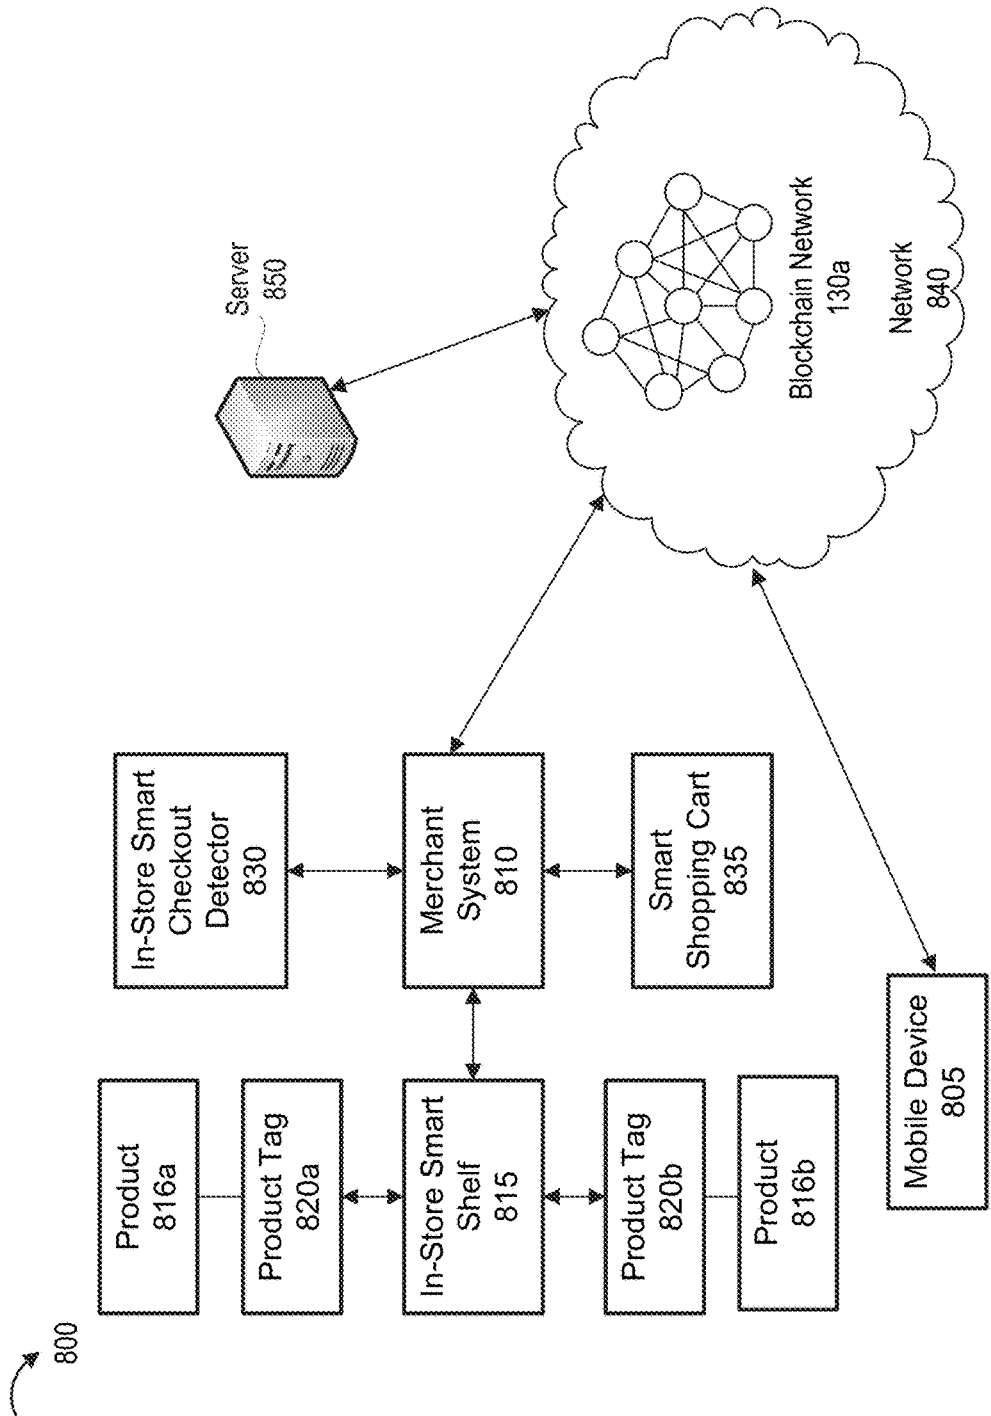 800
Product
816a
Product Tag
820a
In-Store Smart
Shelf
815
Product Tag
820b
Product
816b
In-Store Smart
Checkout
Detector
830
Merchant
System
810
Smart
Shopping Cart
835
Mobile Device
805
Server
850
Blockchain Network
130a
Network
840